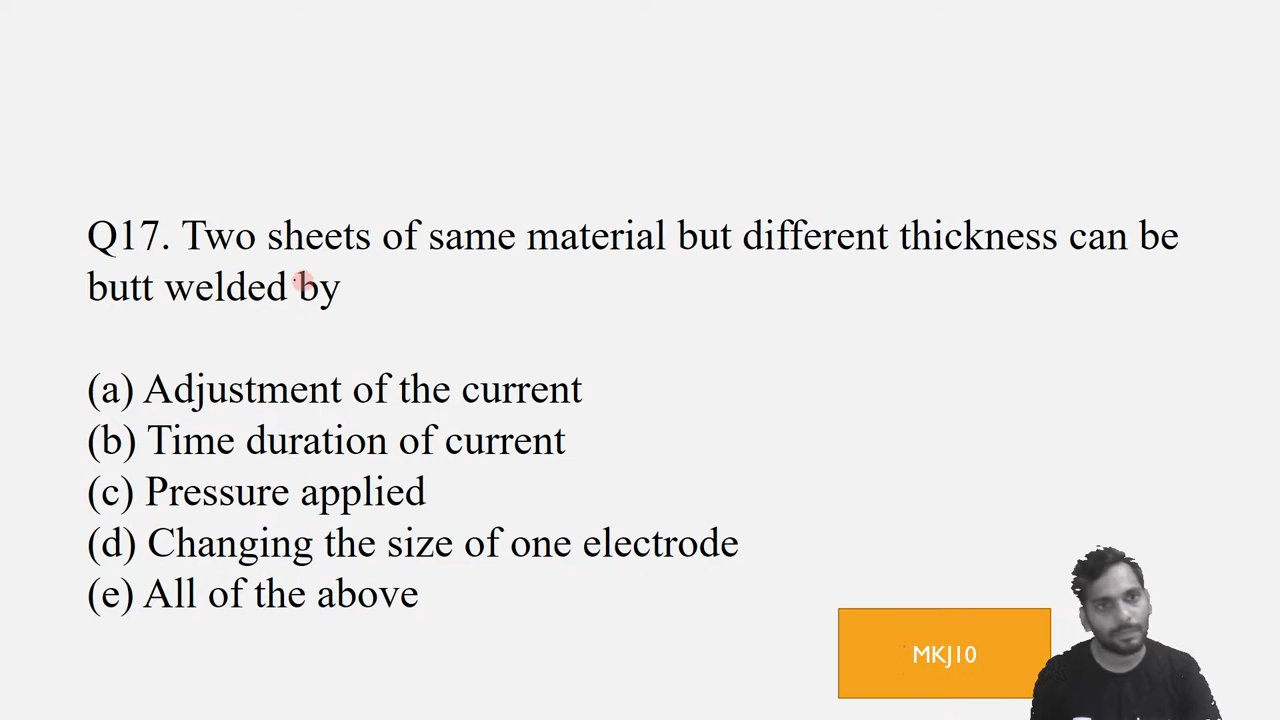 Q17. Two sheets of same material but different thickness can be
butt welded by
(a) Adjustment of the current
(b) Time duration of current
(c) Pressure applied
(d) Changing the size of one electrode
(e) All of the above
MKJ10